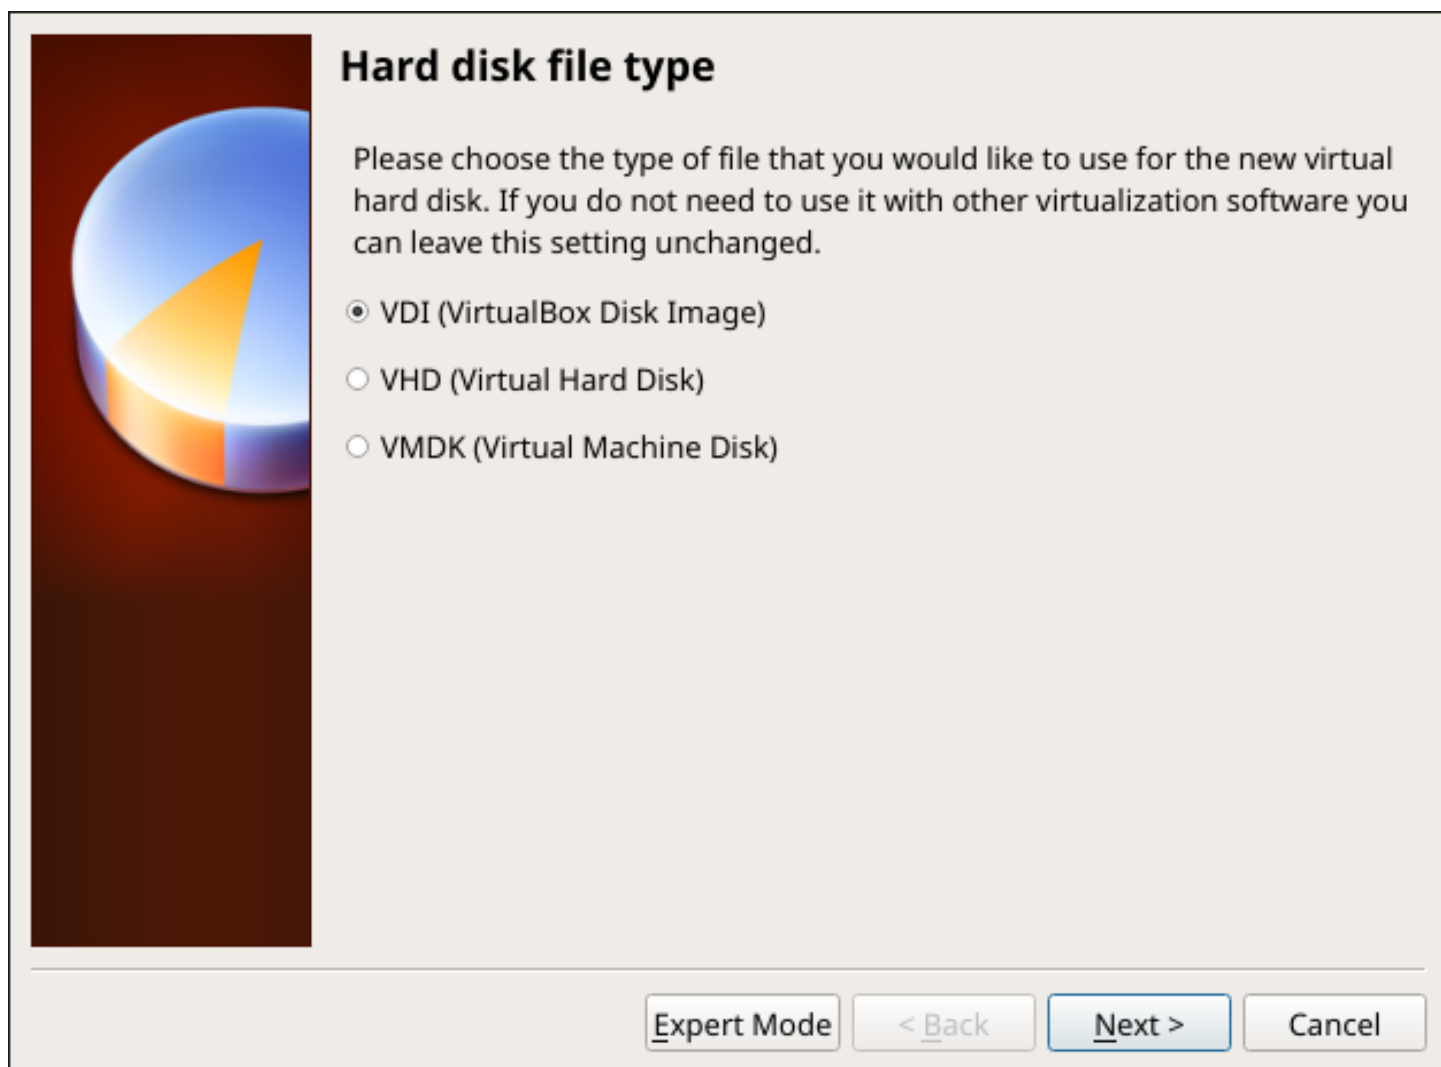 Hard disk file type
Please choose the type of file that you would like to use for the new virtual
hard disk. If you do not need to use it with other virtualization software you
can leave this setting unchanged.
VDI (VirtualBox Disk Image)
VHD (Virtual Hard Disk)
VMDK (Virtual Machine Disk)
Expert Mode < Back Next > Cancel